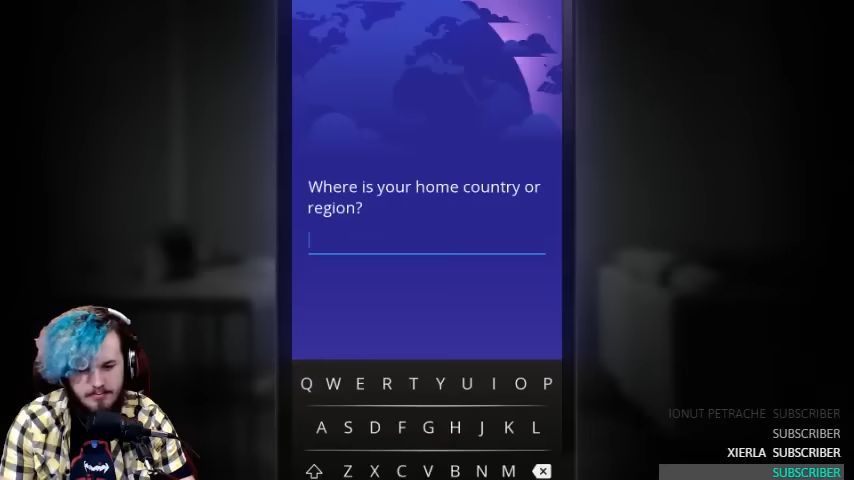 Where is your home country or
region?
Q W E R T Y U I O P
A S D F G H J K L
Z X C V B N M
IONUT PETRACHE SUBSCRIBER
SUBSCRIBER
XIERLA SUBSCRIBER
SUBSCRIBER